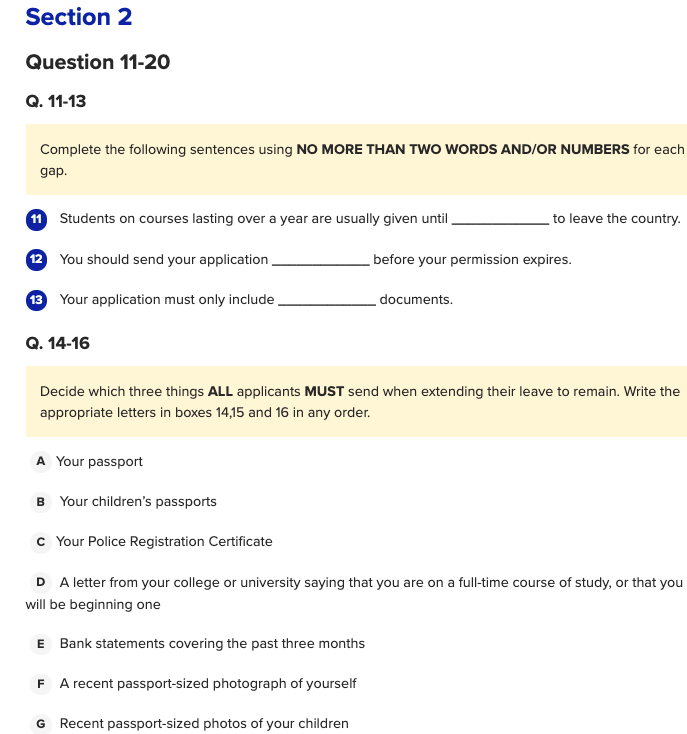 Section 2
Question 11-20
Q. 11-13
Complete the following sentences using NO MORE THAN TWO WORDS AND/OR NUMBERS for each
gap.
11 Students on courses lasting over a year are usually given until ____________ to leave the country.
12 You should send your application ____________ before your permission expires.
13 Your application must only include ____________ documents.
Q. 14-16
Decide which three things ALL applicants MUST send when extending their leave to remain. Write the
appropriate letters in boxes 14,15 and 16 in any order.
A Your passport
B Your children’s passports
C Your Police Registration Certificate
D A letter from your college or university saying that you are on a full-time course of study, or that you
will be beginning one
E Bank statements covering the past three months
F A recent passport-sized photograph of yourself
G Recent passport-sized photos of your children